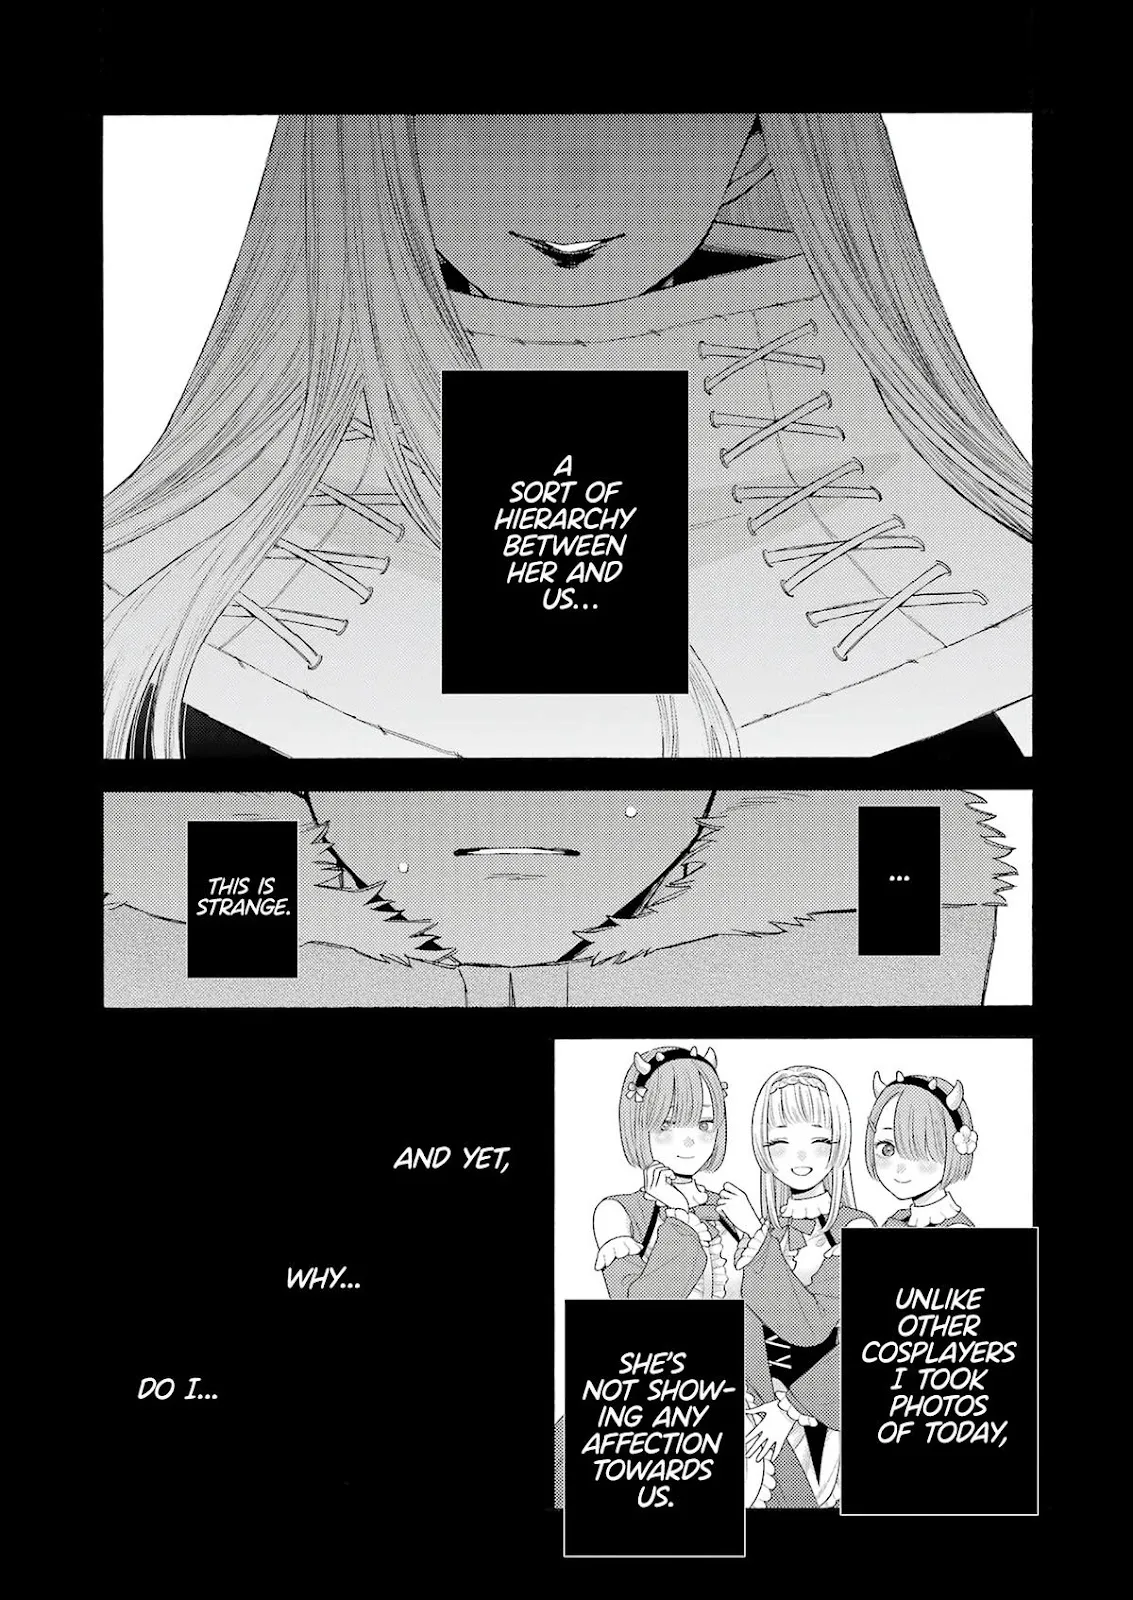 A
SORT OF
HIERARCHY
BETWEEN
HER AND
US...
...
THIS IS
STRANGE.
UNLIKE
OTHER
COSPLAYERS
I TOOK
PHOTOS
OF TODAY,
SHE'S
NOT SHOW-
ING ANY
AFFECTION
TOWARDS
US.
AND YET,
WHY...
DO I...